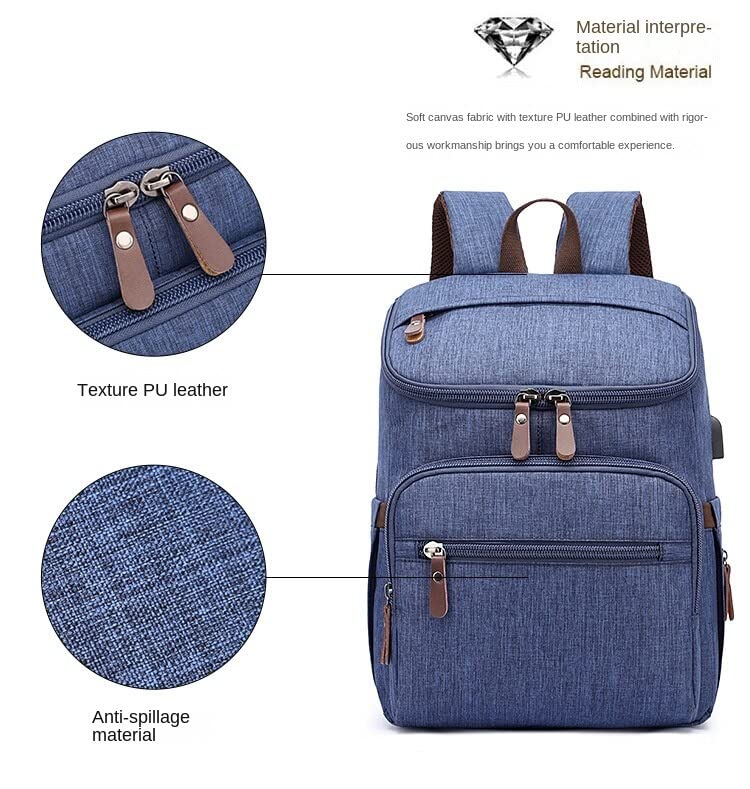 Material interpre-
tation
Reading Material
Soft canvas fabric with texture PU leather combined with rigor-
ous workmanship brings you a comfortable experience.
Texture PU leather
Anti-spillage
material